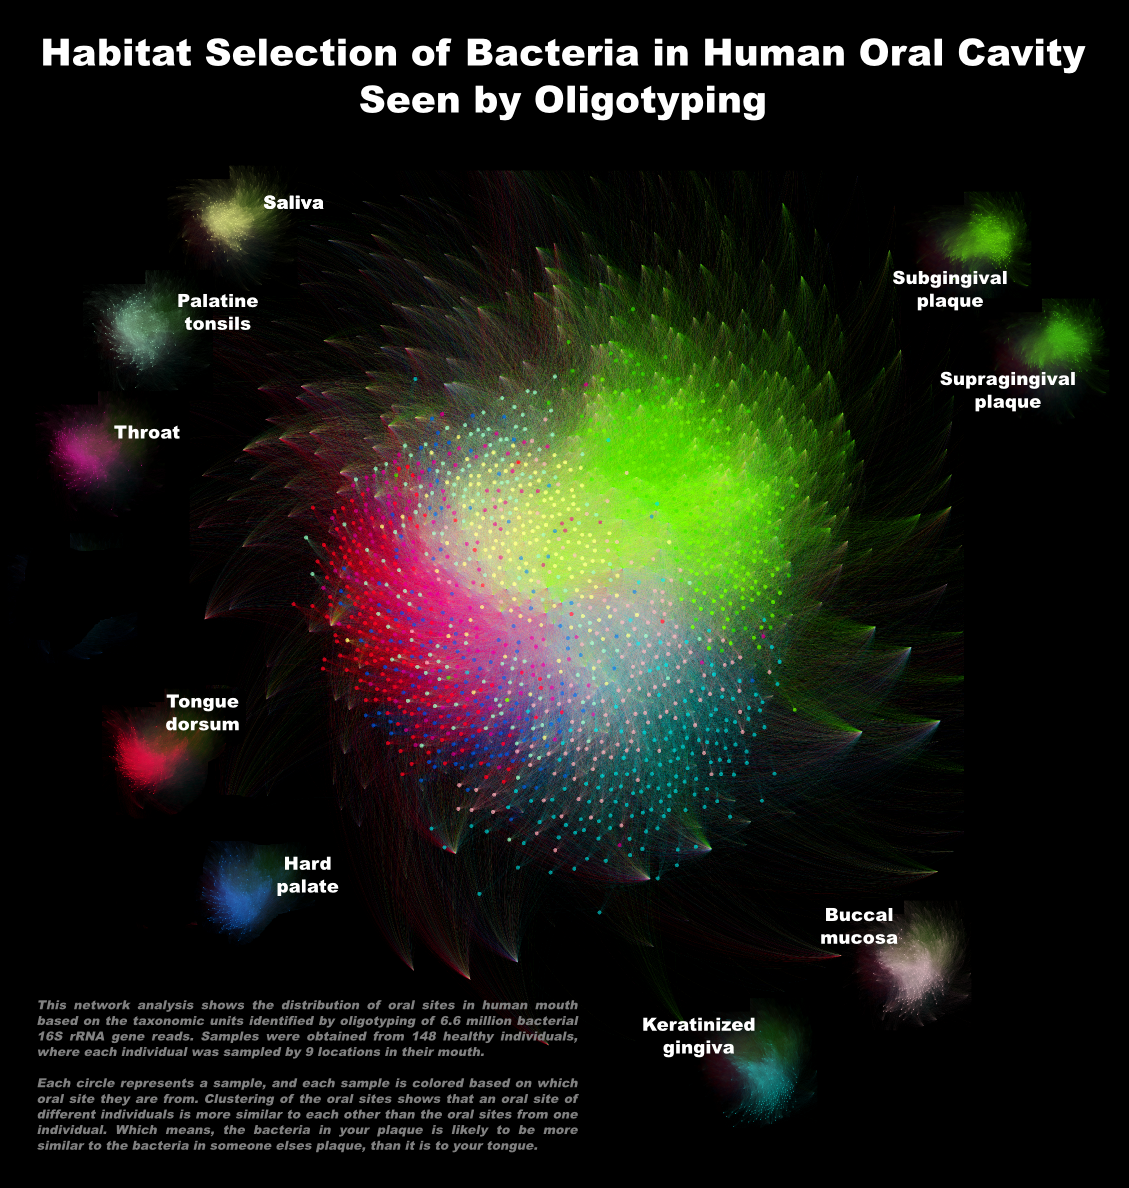 Habitat Selection of Bacteria in Human Oral Cavity
Seen by Oligotyping
Saliva
Palatine
tonsils
Throat
Tongue
dorsum
Hard
palate
Subgingival
plaque
Supragingival
plaque
Buccal
mucosa
Keratinized
gingiva
This network analysis shows the distribution of oral sites in human mouth
based on the taxonomic units identified by oligotyping of 6.6 million bacterial
16S rRNA gene reads. Samples were obtained from 148 healthy individuals,
where each individual was sampled by 9 locations in their mouth.
Each circle represents a sample, and each sample is colored based on which
oral site they are from. Clustering of the oral sites shows that an oral site of
different individuals is more similar to each other than the oral sites from one
individual. Which means, the bacteria in your plaque is likely to be more
similar to the bacteria in someone elses plaque, than it is to your tongue.